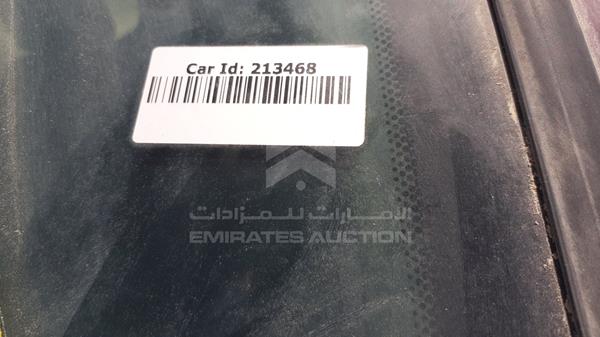 Car Id: 213468
الإمارات للمزادات
EMIRATES AUCTION